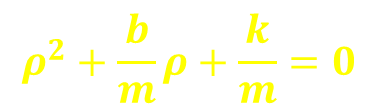 ρ² + b/m ρ + k/m = 0